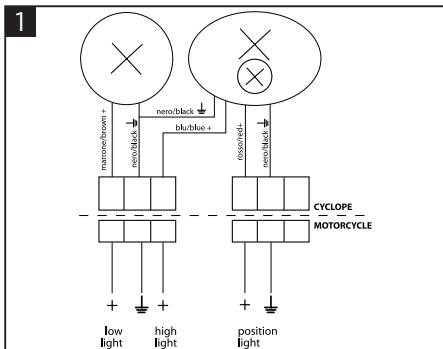 1
nero/black
blu/blue +
marrone/brown +
nero/black
rosso/red+
nero/black
CYCLOPE
MOTORCYCLE
+ + +
low light
high light
position light